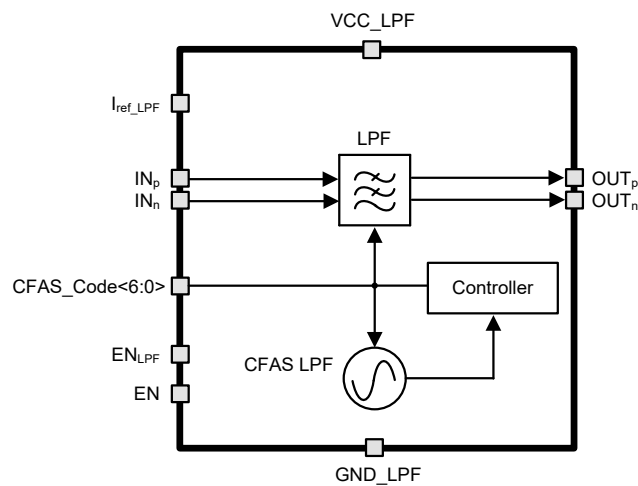 VCC_LPF
Iref_LPF
LPF
INp
OUTp
INn
OUTn
CFAS_Code<6:0>
Controller
ENLPF
CFAS LPF
EN
GND_LPF